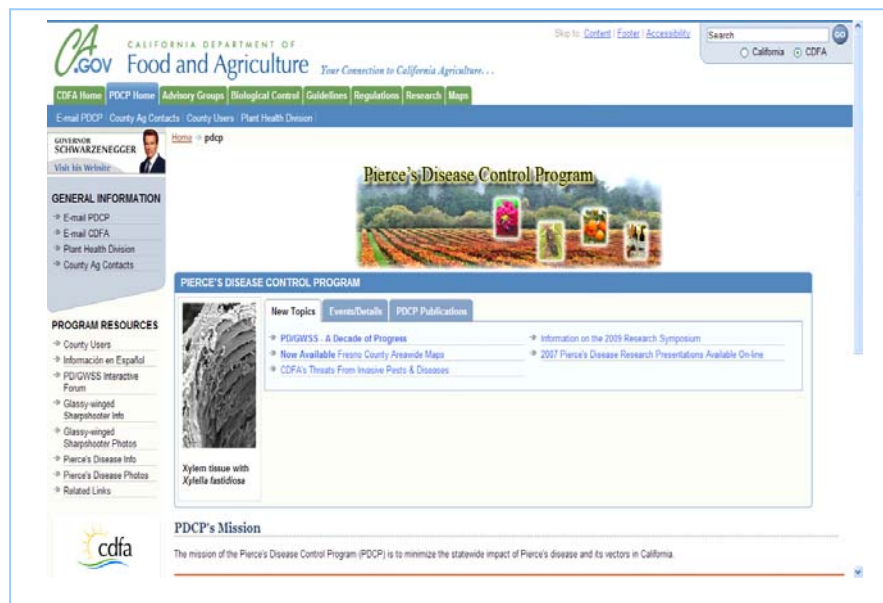 CA
.GOV
CALIFORNIA DEPARTMENT OF
Food and Agriculture
Your Connection to California Agriculture. . .
Skip to: Content | Footer | Accessibility
Search
GO
California CDFA
CDFA Home
PDCP Home
Advisory Groups
Biological Control
Guidelines
Regulations
Research
Maps
E-mail PDCP | County Ag Contacts | County Users | Plant Health Division
GOVERNOR
SCHWARZENEGGER
Visit his Website
Home pdcp
Pierce's Disease Control Program
GENERAL INFORMATION
E-mail PDCP
E-mail CDFA
Plant Health Division
County Ag Contacts
PROGRAM RESOURCES
County Users
Información en Español
PD/GWSS Interactive
Forum
Glassy-winged
Sharpshooter Info
Glassy-winged
Sharpshooter Photos
Pierce's Disease Info
Pierce's Disease Photos
Related Links
cdfa
PIERCE'S DISEASE CONTROL PROGRAM
New Topics
Events/Details
PDCP Publications
PD/GWSS - A Decade of Progress
Now Available Fresno County Areawide Maps
CDFA's Threats From Invasive Pests & Diseases
Information on the 2009 Research Symposium
2007 Pierce's Disease Research Presentations Available On-line
Xylem tissue with
Xylella fastidiosa
PDCP's Mission
The mission of the Pierce's Disease Control Program (PDCP) is to minimize the statewide impact of Pierce's disease and its vectors in California.